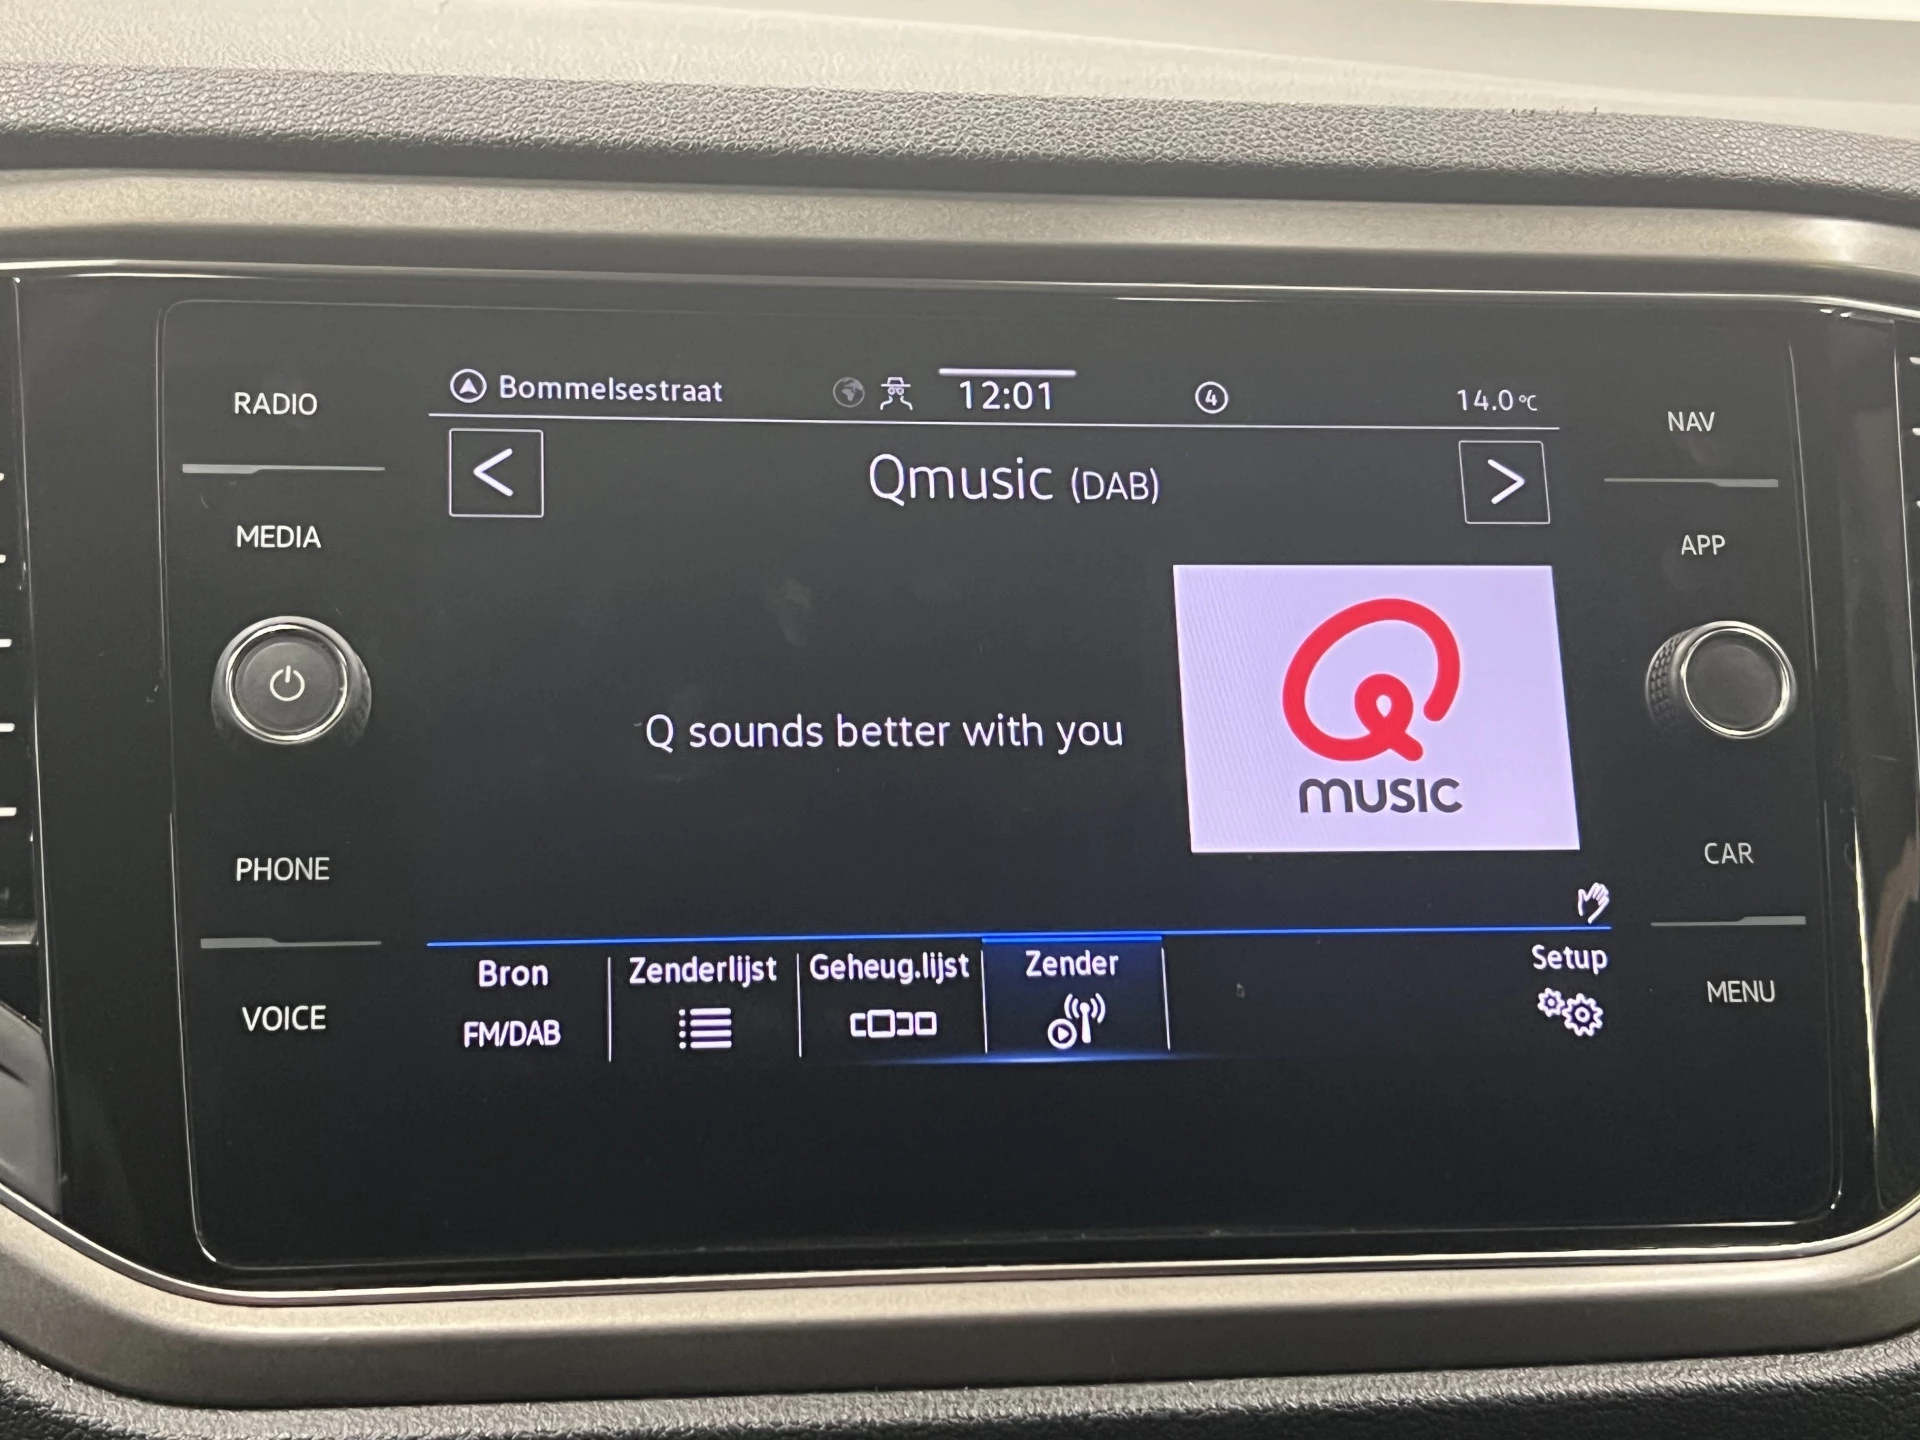 RADIO
MEDIA
PHONE
VOICE
Bommelsestraat
12:01
4
14.0°C
<
Qmusic (DAB)
>
Q sounds better with you
Q
music
Bron
FM/DAB
Zenderlijst
Geheug.lijst
Zender
Setup
NAV
APP
CAR
MENU